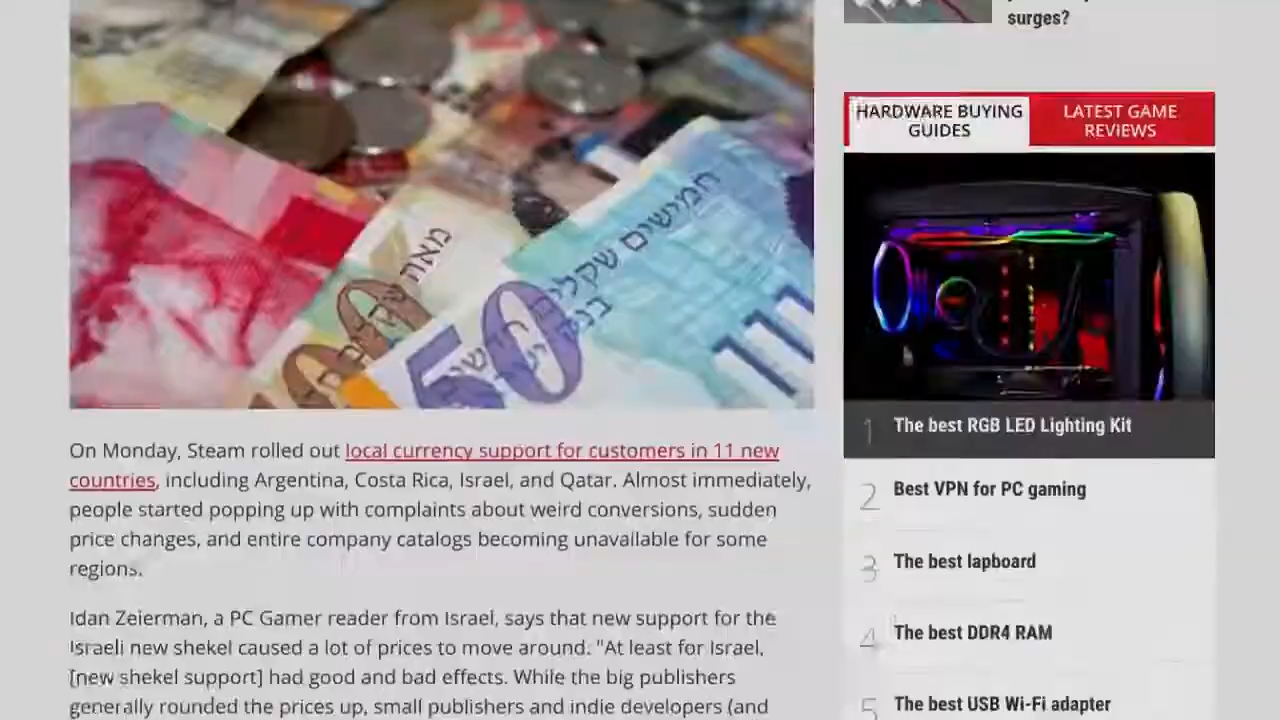 surges?
HARDWARE BUYING
GUIDES
LATEST GAME
REVIEWS
חמישים שקלים
מאה
50
On Monday, Steam rolled out local currency support for customers in 11 new
countries, including Argentina, Costa Rica, Israel, and Qatar. Almost immediately,
people started popping up with complaints about weird conversions, sudden
price changes, and entire company catalogs becoming unavailable for some
regions.
Idan Zeierman, a PC Gamer reader from Israel, says that new support for the
Israeli new shekel caused a lot of prices to move around. "At least for Israel,
[new shekel support] had good and bad effects. While the big publishers
generally rounded the prices up, small publishers and indie developers (and
1 The best RGB LED Lighting Kit
2 Best VPN for PC gaming
3 The best lapboard
4 The best DDR4 RAM
5 The best USB Wi-Fi adapter